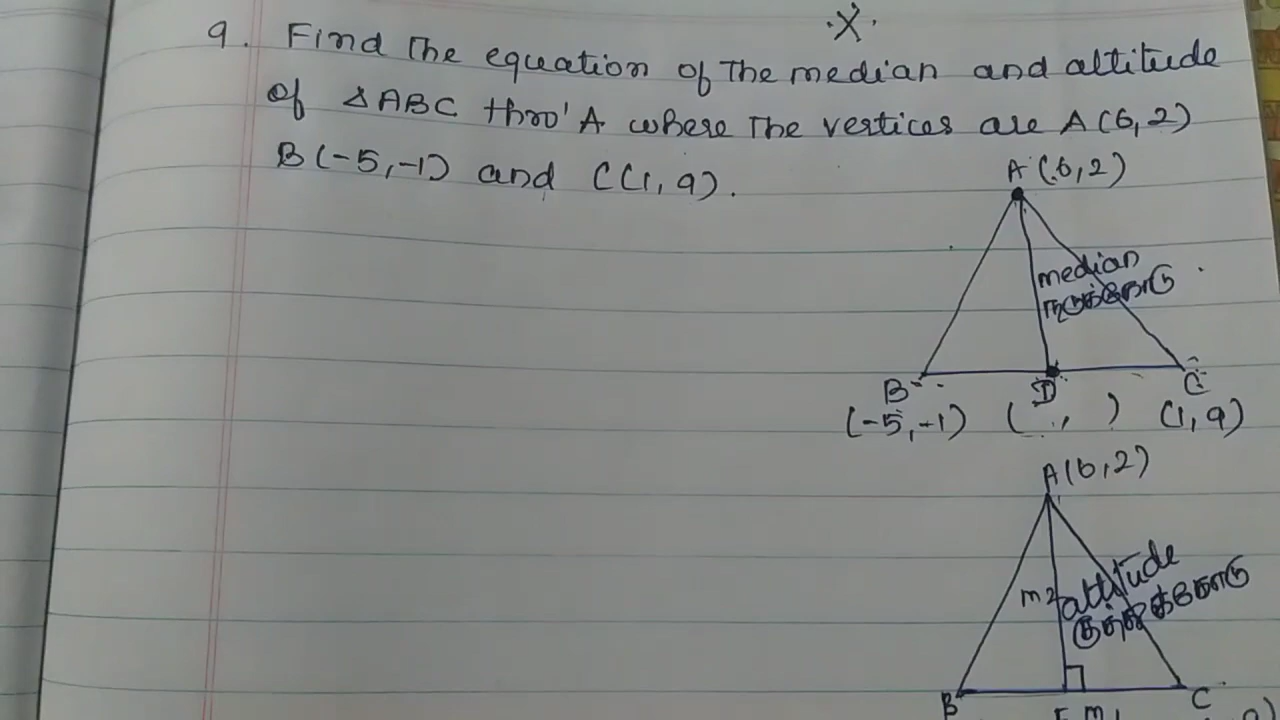 .X.
9. Find The equation of The median and altitude
of ΔABC thro' A where The vertices are A(6,2)
B(-5,-1) and C(1,9).
A (6,2)
median
நடுக்கோடு
B D C
(-5,-1) ( , ) (1,9)
A(6,2)
m2 altitude
குத்துக்கோடு
B m1 C